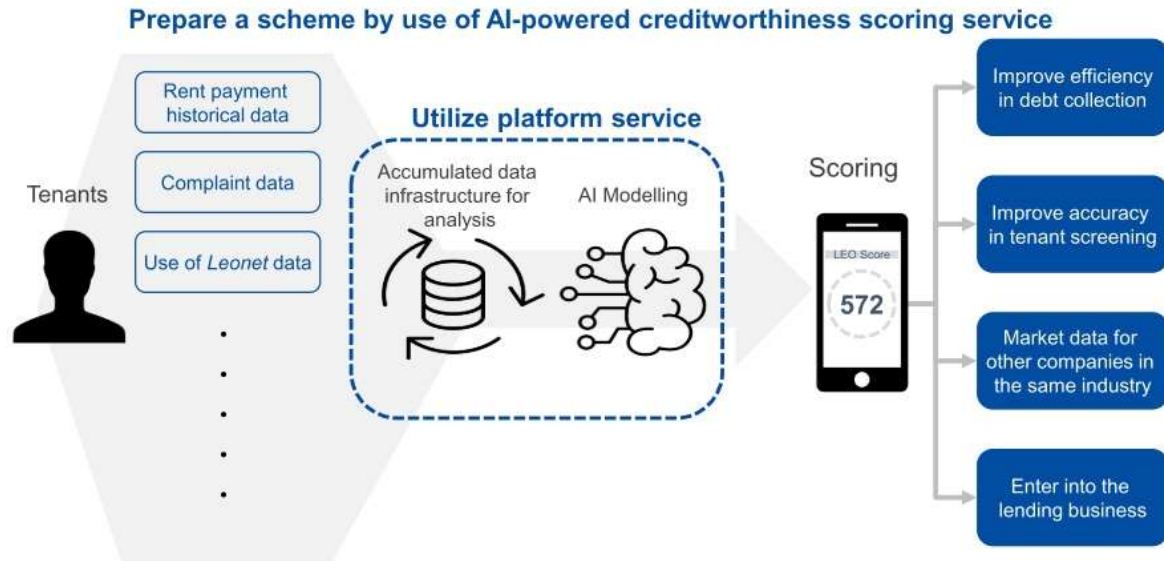 Prepare a scheme by use of AI-powered creditworthiness scoring service
Tenants
Rent payment
historical data
Complaint data
Use of Leonet data
Utilize platform service
Accumulated data
infrastructure for
analysis
AI Modelling
Scoring
LEO Score
572
Improve efficiency
in debt collection
Improve accuracy
in tenant screening
Market data for
other companies in
the same industry
Enter into the
lending business